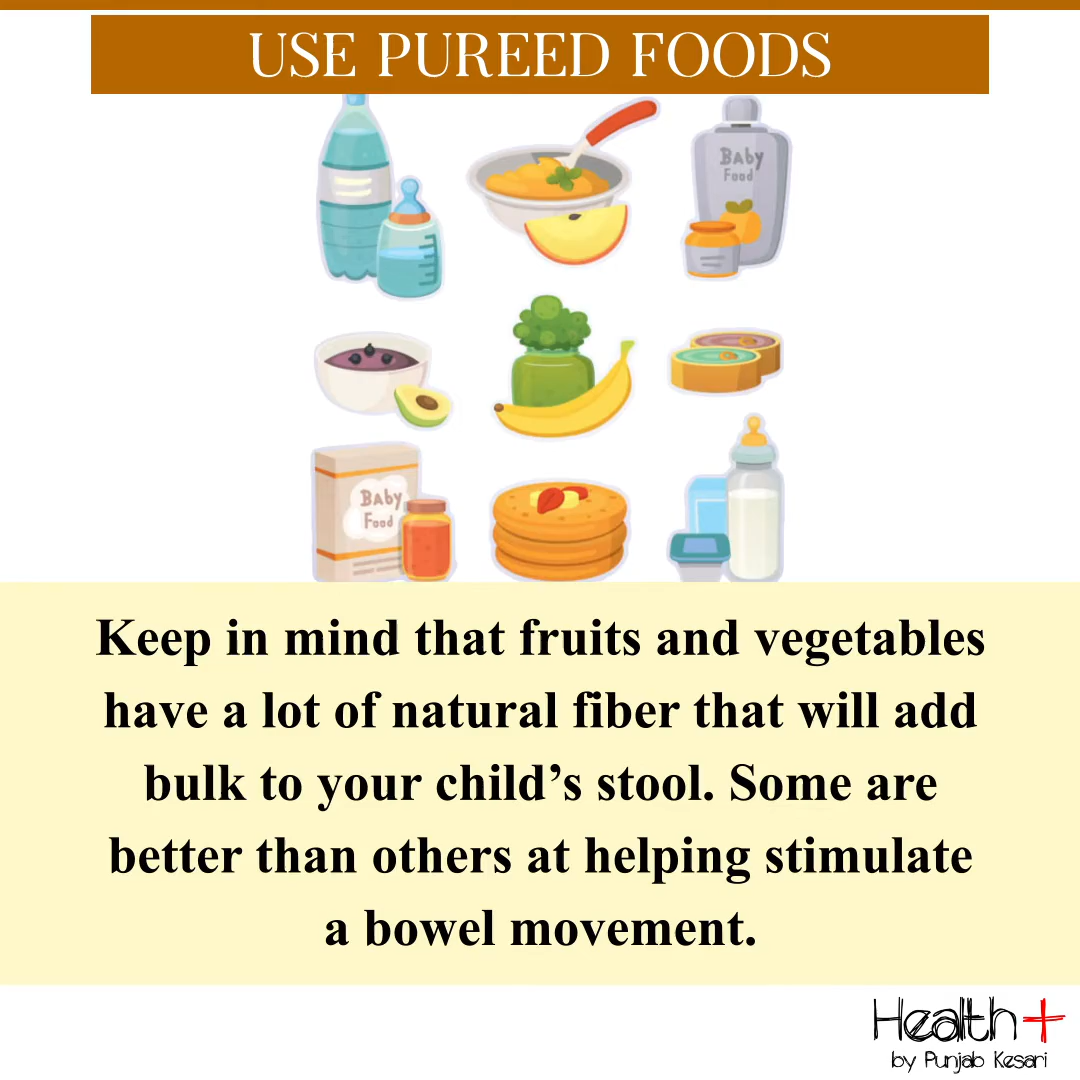 USE PUREED FOODS
Baby
Food
Baby
Food
Keep in mind that fruits and vegetables
have a lot of natural fiber that will add
bulk to your child’s stool. Some are
better than others at helping stimulate
a bowel movement.
Health+
by Punjab Kesari